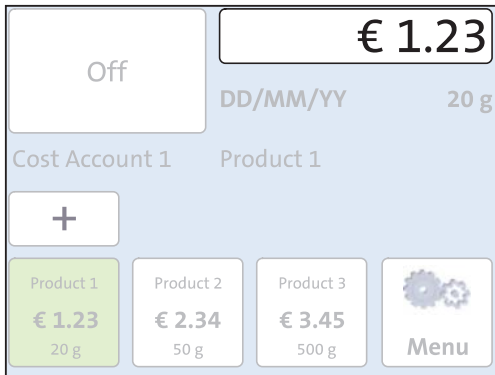 Off
€ 1.23
DD/MM/YY 20 g
Cost Account 1 Product 1
+
Product 1 Product 2 Product 3
€ 1.23 € 2.34 € 3.45
20 g 50 g 500 g
Menu